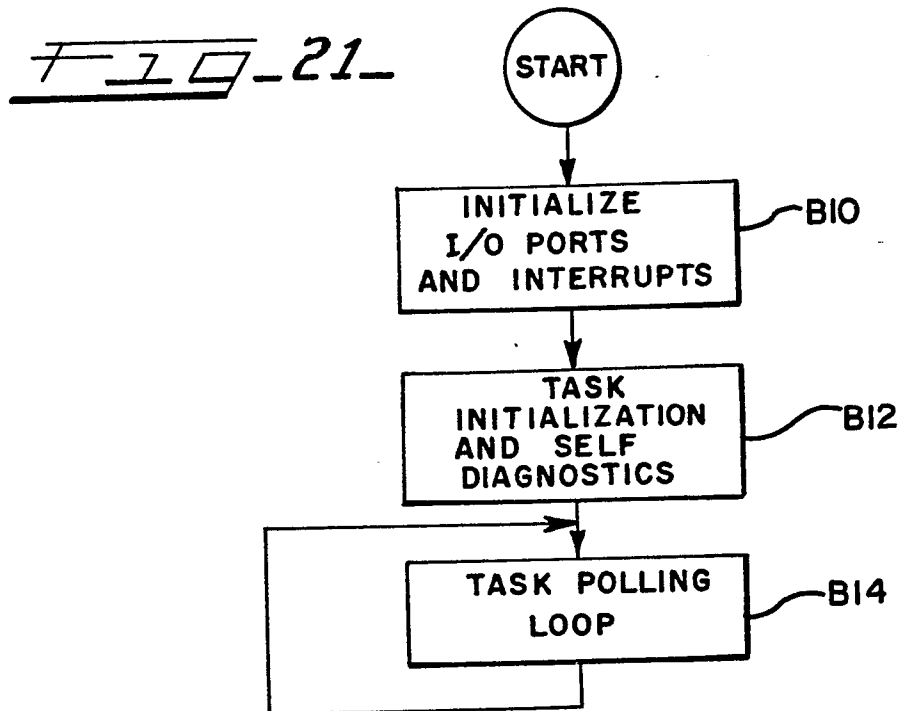 Fig_21_
START
INITIALIZE
I/O PORTS
AND INTERRUPTS
B10
TASK
INITIALIZATION
AND SELF
DIAGNOSTICS
B12
TASK POLLING
LOOP
B14